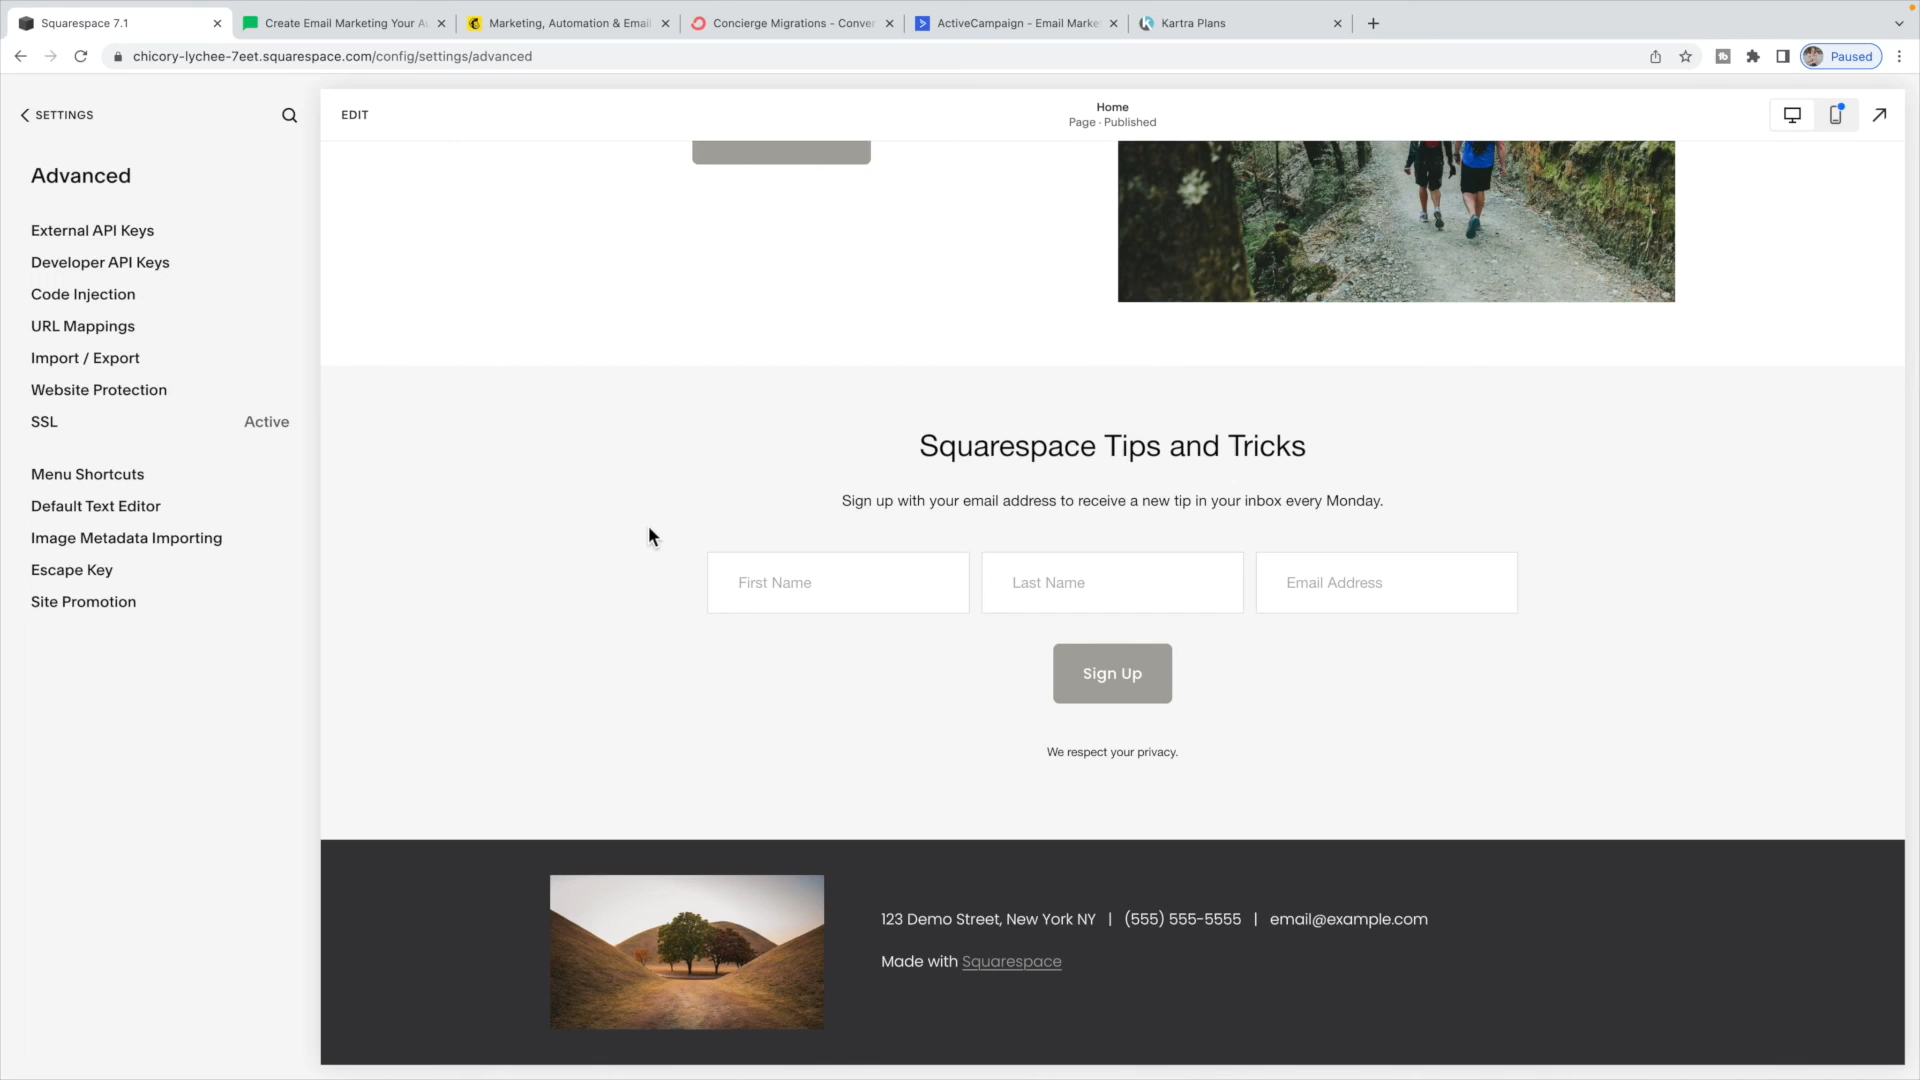 Squarespace 7.1
Create Email Marketing Your A
Marketing, Automation & Email
Concierge Migrations - Conver
ActiveCampaign - Email Marke
Kartra Plans
chicory-lychee-7eet.squarespace.com/config/settings/advanced
Paused
SETTINGS
EDIT
Home
Page · Published
Advanced
External API Keys
Developer API Keys
Code Injection
URL Mappings
Import / Export
Website Protection
SSL Active
Menu Shortcuts
Default Text Editor
Image Metadata Importing
Escape Key
Site Promotion
Squarespace Tips and Tricks
Sign up with your email address to receive a new tip in your inbox every Monday.
First Name
Last Name
Email Address
Sign Up
We respect your privacy.
123 Demo Street, New York NY | (555) 555-5555 | email@example.com
Made with Squarespace